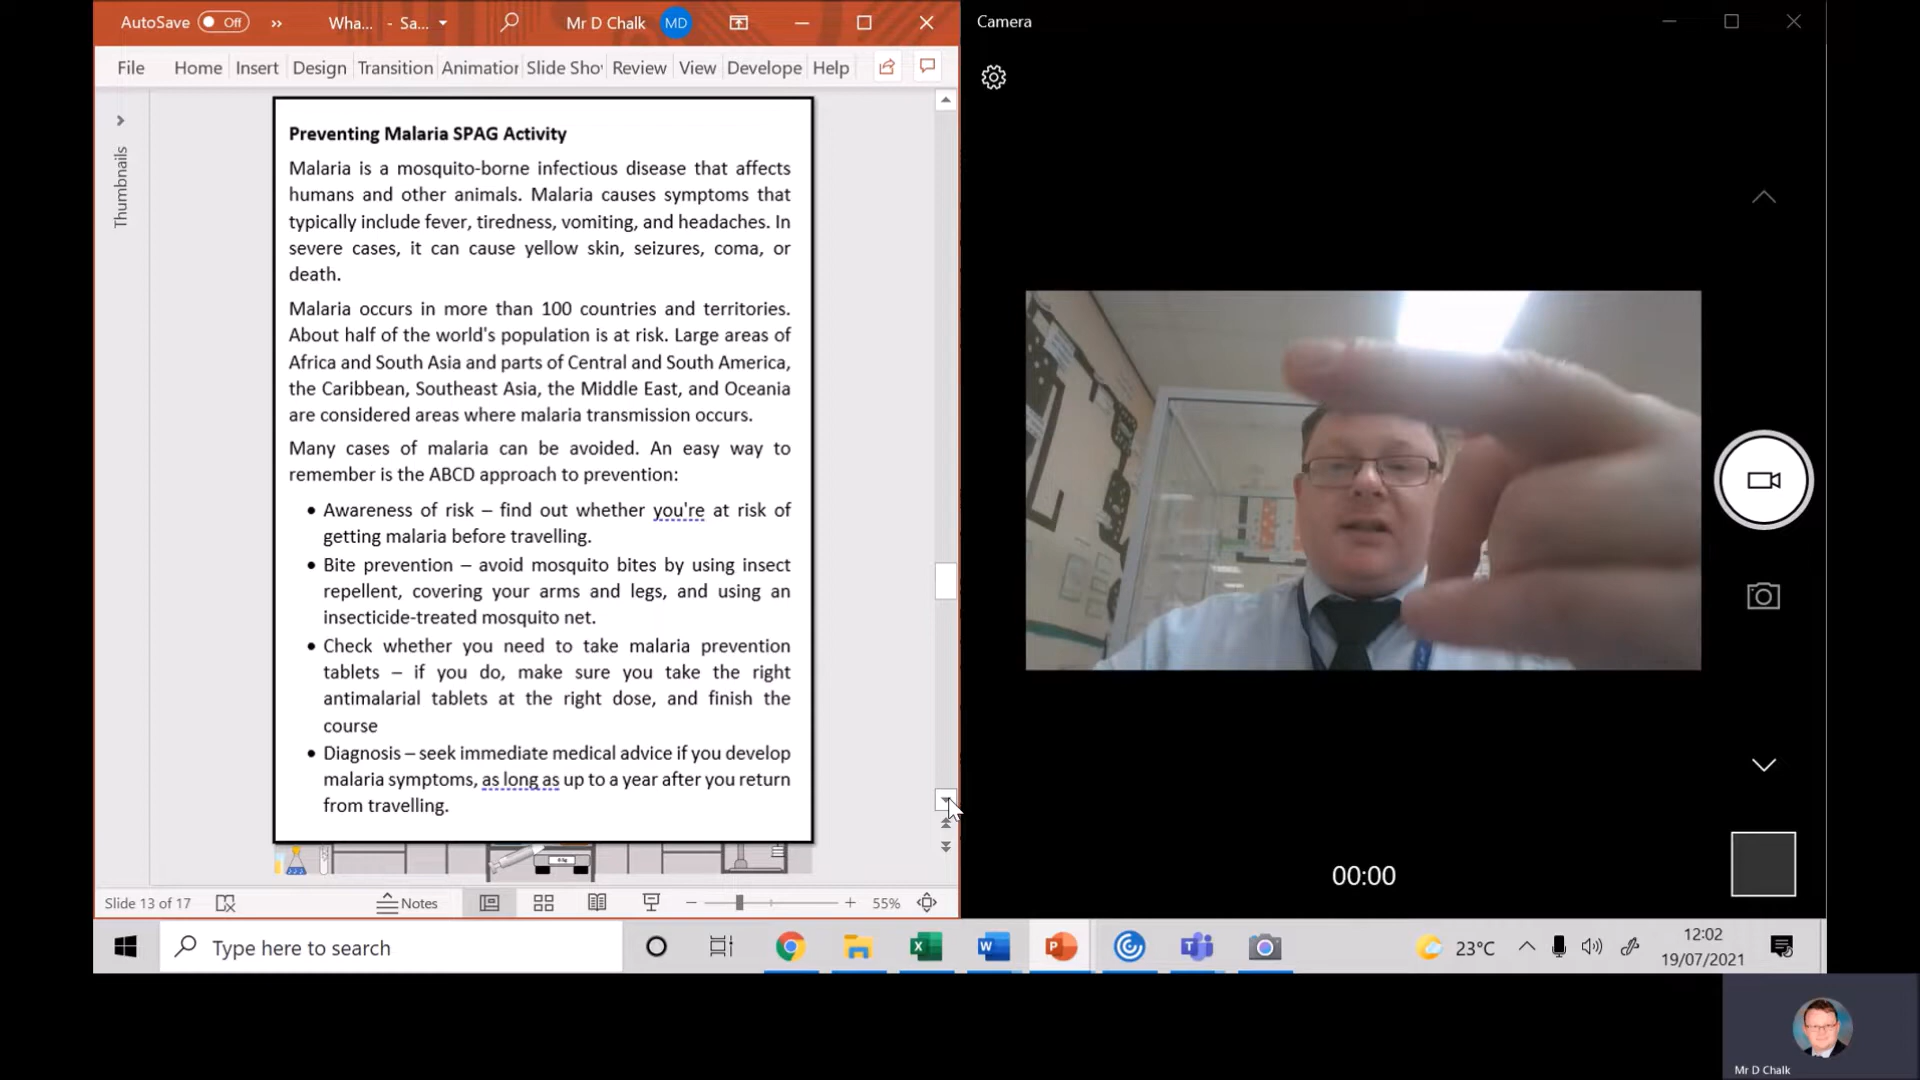 AutoSave Off Wha... - Sa... Mr D Chalk MD
File Home Insert Design Transition Animation Slide Sho Review View Develope Help
Thumbnails
Preventing Malaria SPAG Activity
Malaria is a mosquito-borne infectious disease that affects
humans and other animals. Malaria causes symptoms that
typically include fever, tiredness, vomiting, and headaches. In
severe cases, it can cause yellow skin, seizures, coma, or
death.
Malaria occurs in more than 100 countries and territories.
About half of the world's population is at risk. Large areas of
Africa and South Asia and parts of Central and South America,
the Caribbean, Southeast Asia, the Middle East, and Oceania
are considered areas where malaria transmission occurs.
Many cases of malaria can be avoided. An easy way to
remember is the ABCD approach to prevention:
• Awareness of risk – find out whether you're at risk of
getting malaria before travelling.
• Bite prevention – avoid mosquito bites by using insect
repellent, covering your arms and legs, and using an
insecticide-treated mosquito net.
• Check whether you need to take malaria prevention
tablets – if you do, make sure you take the right
antimalarial tablets at the right dose, and finish the
course
• Diagnosis – seek immediate medical advice if you develop
malaria symptoms, as long as up to a year after you return
from travelling.
Slide 13 of 17 Notes 55%
Camera
00:00
Type here to search
23°C
12:02
19/07/2021
Mr D Chalk